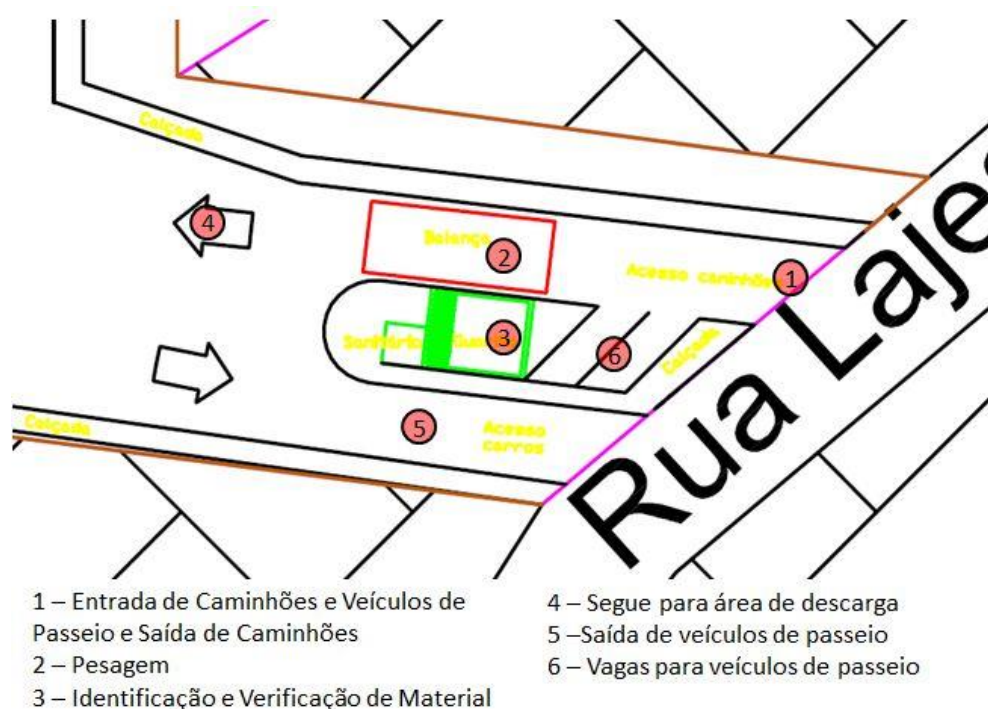 Calçada
4
Balança
2
Acesso caminhões
1
Rua Lajes
Sanitário
3
6
Calçada
5
Acesso
carros
Calçada
1 – Entrada de Caminhões e Veículos de
Passeio e Saída de Caminhões
2 – Pesagem
3 – Identificação e Verificação de Material
4 – Segue para área de descarga
5 –Saída de veículos de passeio
6 – Vagas para veículos de passeio